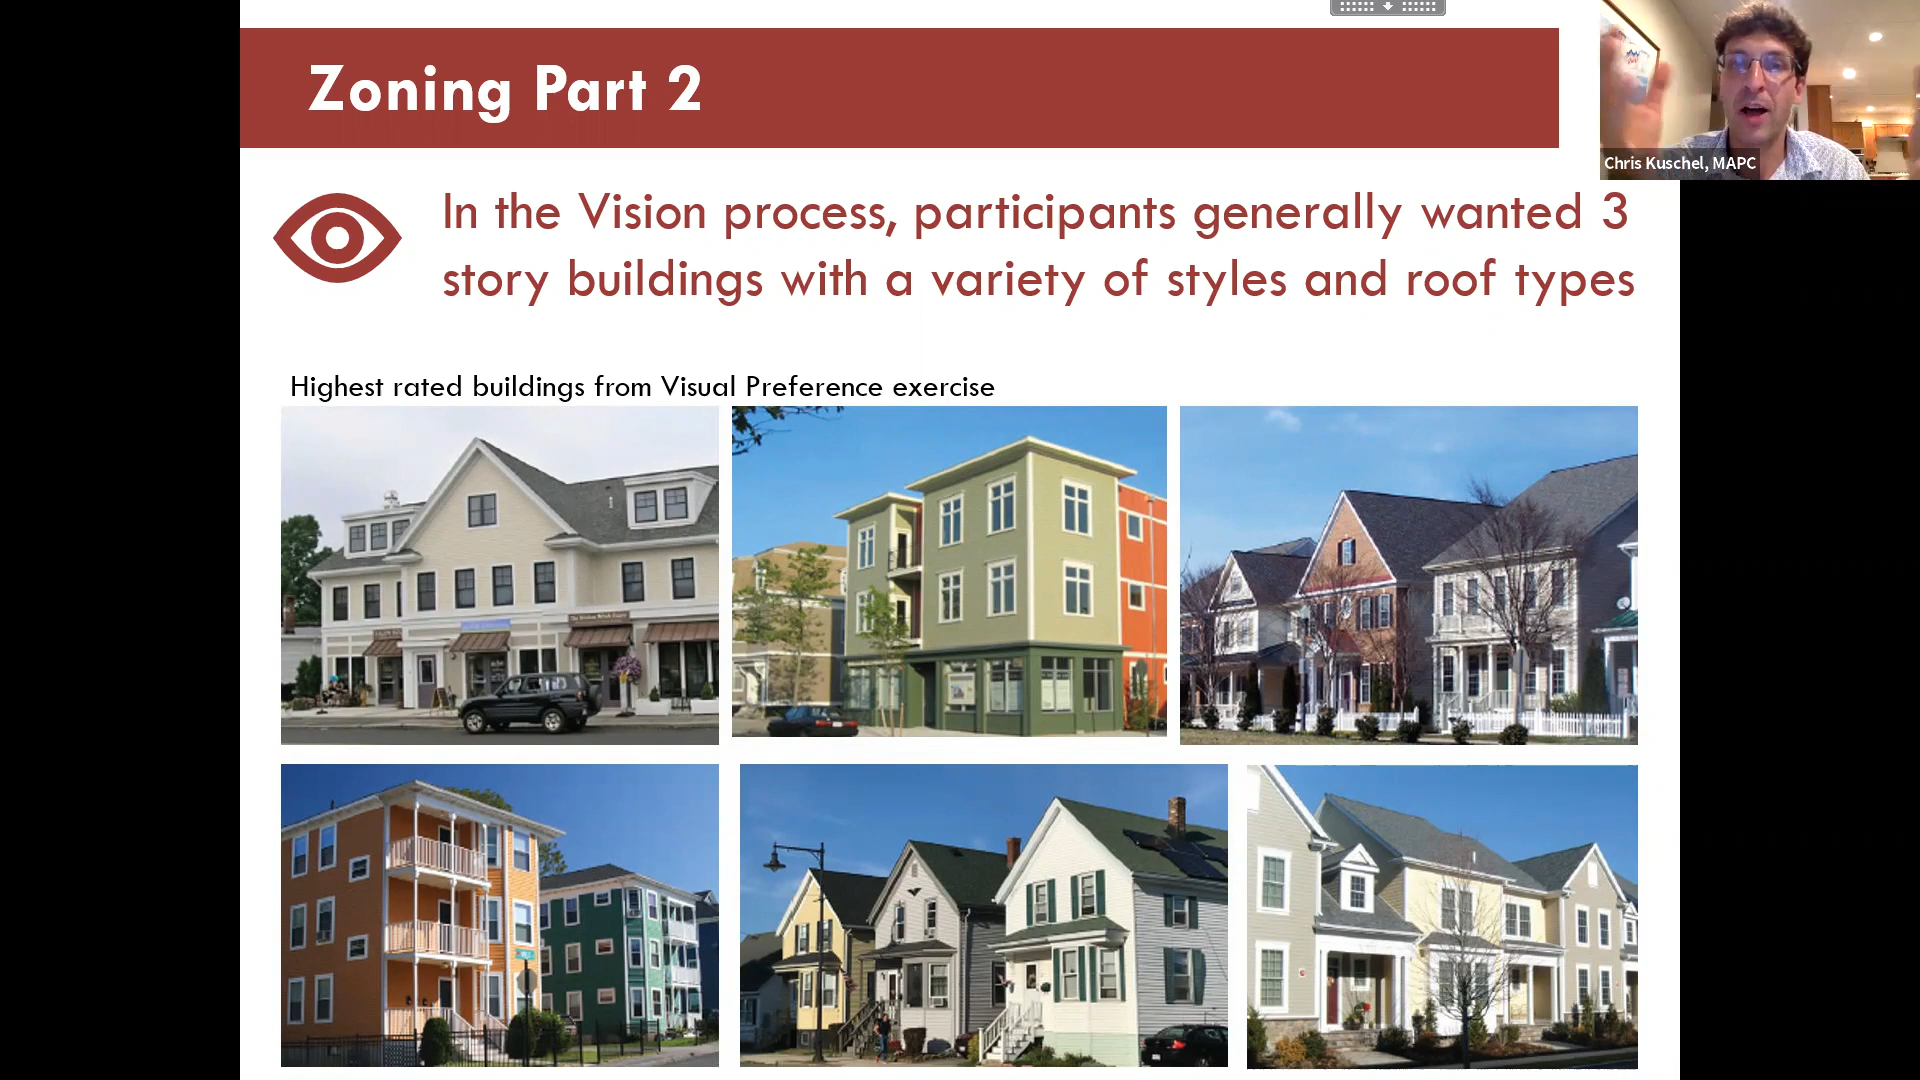 Zoning Part 2
Chris Kuschel, MAPC
In the Vision process, participants generally wanted 3
story buildings with a variety of styles and roof types
Highest rated buildings from Visual Preference exercise